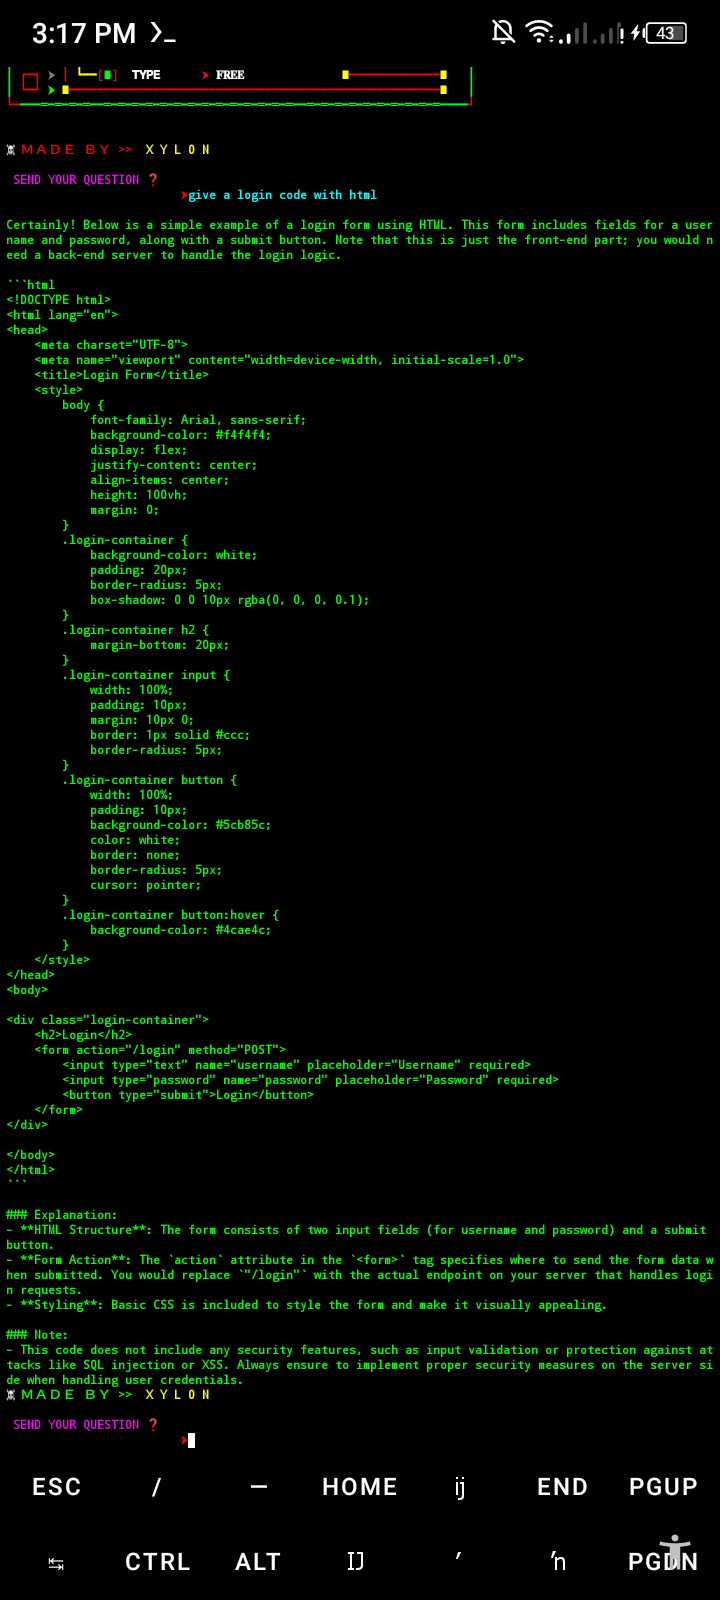 3:17 PM
43
TYPE ➤ FREE
☠ MADE BY >> XYLON
SEND YOUR QUESTION ❓
➤give a login code with html
Certainly! Below is a simple example of a login form using HTML. This form includes fields for a user
name and password, along with a submit button. Note that this is just the front-end part; you would n
eed a back-end server to handle the login logic.
```html
<!DOCTYPE html>
<html lang="en">
<head>
    <meta charset="UTF-8">
    <meta name="viewport" content="width=device-width, initial-scale=1.0">
    <title>Login Form</title>
    <style>
        body {
            font-family: Arial, sans-serif;
            background-color: #f4f4f4;
            display: flex;
            justify-content: center;
            align-items: center;
            height: 100vh;
            margin: 0;
        }
        .login-container {
            background-color: white;
            padding: 20px;
            border-radius: 5px;
            box-shadow: 0 0 10px rgba(0, 0, 0, 0.1);
        }
        .login-container h2 {
            margin-bottom: 20px;
        }
        .login-container input {
            width: 100%;
            padding: 10px;
            margin: 10px 0;
            border: 1px solid #ccc;
            border-radius: 5px;
        }
        .login-container button {
            width: 100%;
            padding: 10px;
            background-color: #5cb85c;
            color: white;
            border: none;
            border-radius: 5px;
            cursor: pointer;
        }
        .login-container button:hover {
            background-color: #4cae4c;
        }
    </style>
</head>
<body>
<div class="login-container">
    <h2>Login</h2>
    <form action="/login" method="POST">
        <input type="text" name="username" placeholder="Username" required>
        <input type="password" name="password" placeholder="Password" required>
        <button type="submit">Login</button>
    </form>
</div>
</body>
</html>
```
### Explanation:
- **HTML Structure**: The form consists of two input fields (for username and password) and a submit
button.
- **Form Action**: The `action` attribute in the `<form>` tag specifies where to send the form data w
hen submitted. You would replace `"/login"` with the actual endpoint on your server that handles logi
n requests.
- **Styling**: Basic CSS is included to style the form and make it visually appealing.
### Note:
- This code does not include any security features, such as input validation or protection against at
tacks like SQL injection or XSS. Always ensure to implement proper security measures on the server si
de when handling user credentials.
☠ MADE BY >> XYLON
SEND YOUR QUESTION ❓
➤
ESC / — HOME ĳ END PGUP
↹ CTRL ALT Ĳ ′ ŉ PGDN